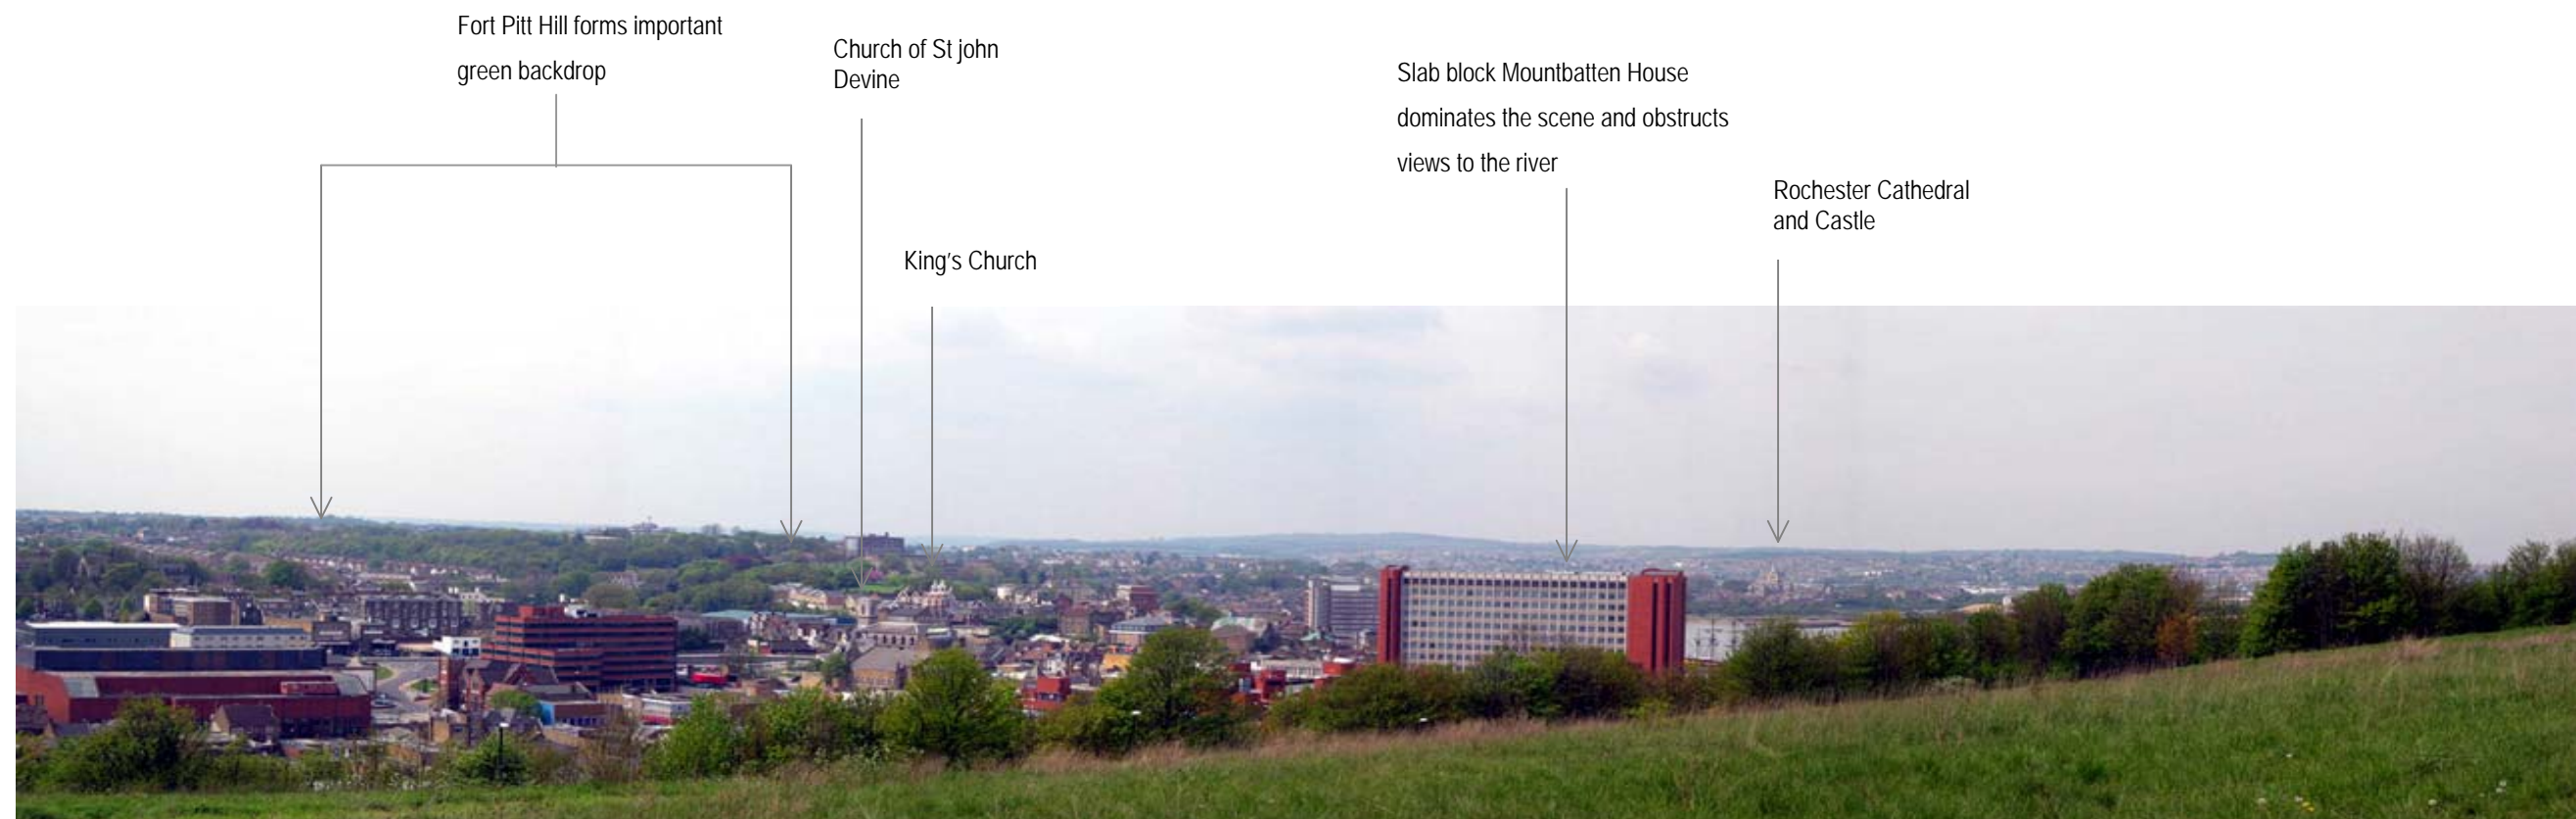 Fort Pitt Hill forms important
green backdrop
Church of St john
Devine
Slab block Mountbatten House
dominates the scene and obstructs
views to the river
Rochester Cathedral
and Castle
King's Church